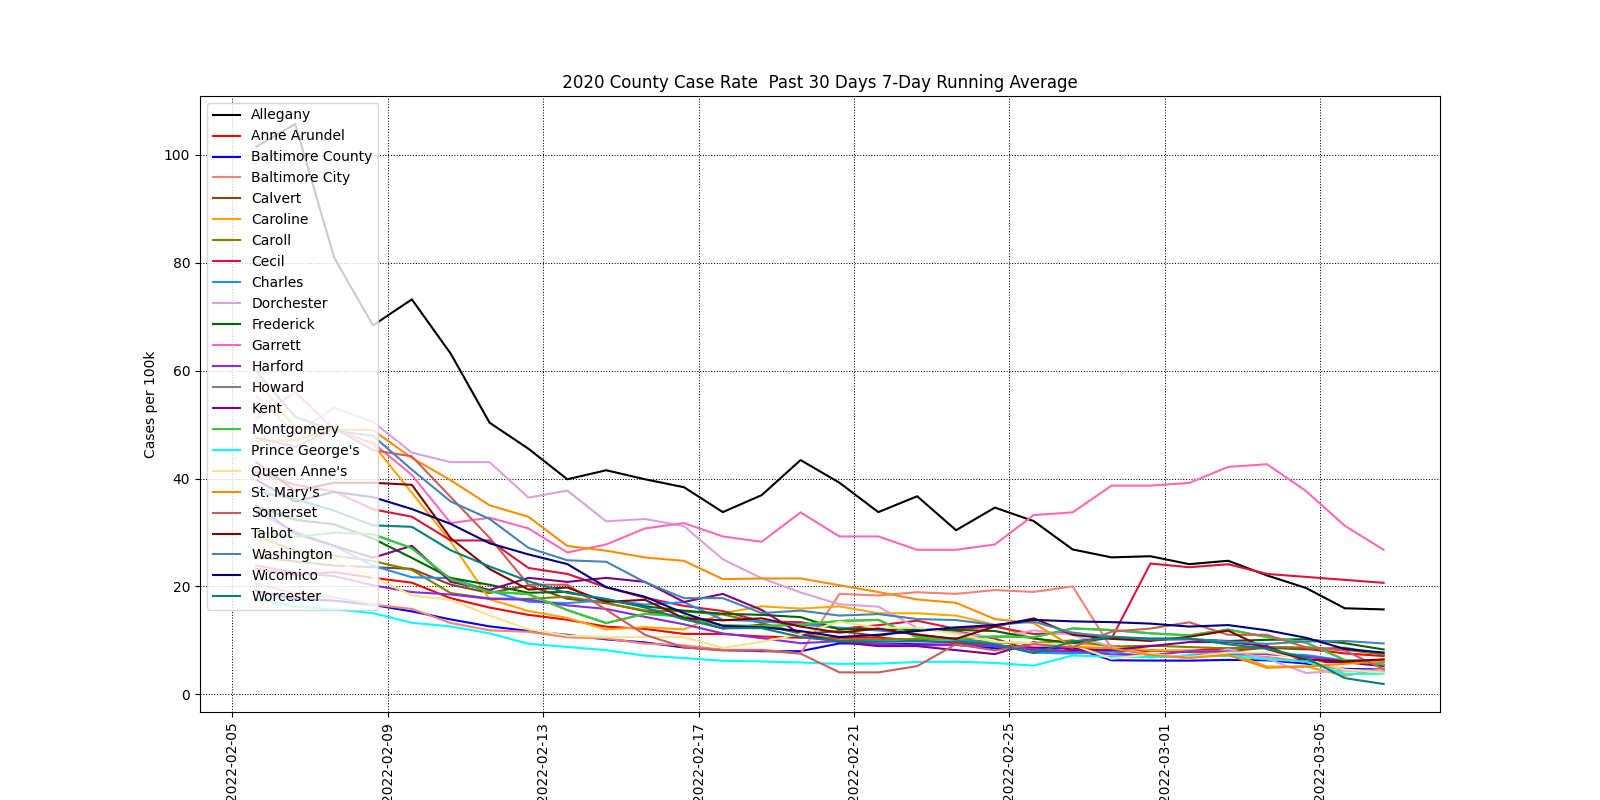 2020 County Case Rate  Past 30 Days 7-Day Running Average
Cases per 100k
100
80
60
40
20
0
Allegany
Anne Arundel
Baltimore County
Baltimore City
Calvert
Caroline
Caroll
Cecil
Charles
Dorchester
Frederick
Garrett
Harford
Howard
Kent
Montgomery
Prince George's
Queen Anne's
St. Mary's
Somerset
Talbot
Washington
Wicomico
Worcester
2022-02-05
2022-02-09
2022-02-13
2022-02-17
2022-02-21
2022-02-25
2022-03-01
2022-03-05